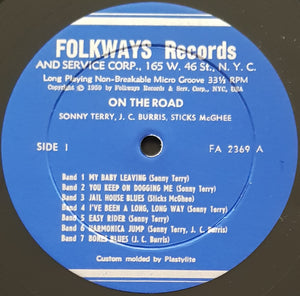 FOLKWAYS Records
AND SERVICE CORP., 165 W. 46 St., N. Y. C.
Long Playing Non-Breakable Micro Groove 33⅓ RPM
Copyright © 1959 by Folkways Records & Serv. Corp., NYC, USA
ON THE ROAD
SONNY TERRY, J. C. BURRIS, STICKS McGHEE
SIDE 1
FA 2369 A
Band 1 MY BABY LEAVING (Sonny Terry)
Band 2 YOU KEEP ON DOGGING ME (Sonny Terry)
Band 3 JAIL HOUSE BLUES (Sticks McGhee)
Band 4 I'VE BEEN A LONG, LONG WAY (Sonny Terry)
Band 5 EASY RIDER (Sonny Terry)
Band 6 HARMONICA JUMP (Sonny Terry, J. C. Burris)
Band 7 BONES BLUES (J. C. Burris)
Custom molded by Plastylite